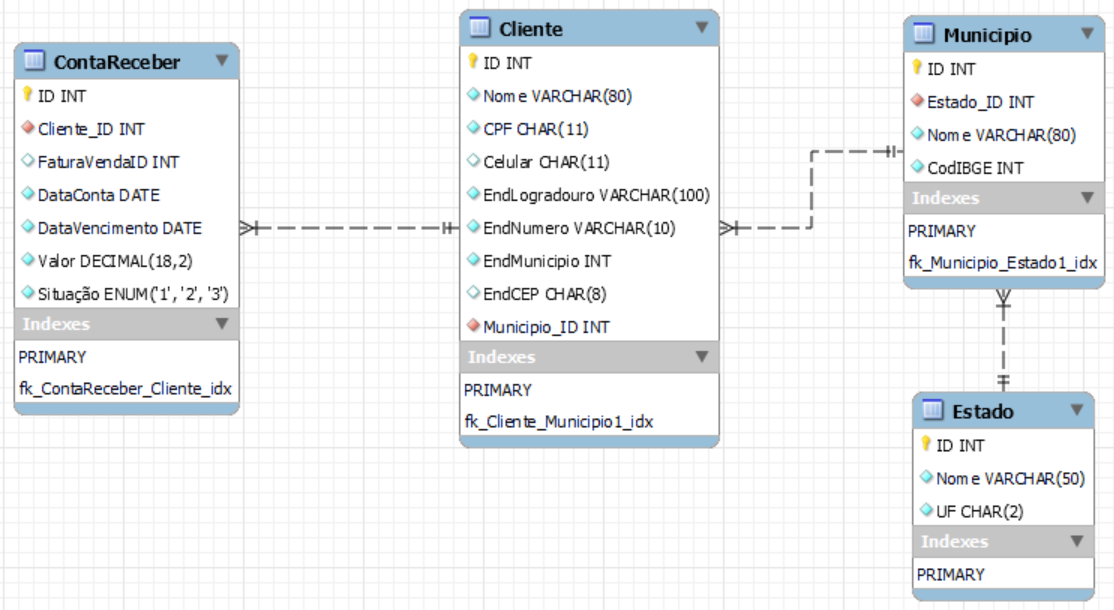 ContaReceber
ID INT
Cliente_ID INT
FaturaVendaID INT
DataConta DATE
DataVencimento DATE
Valor DECIMAL(18,2)
Situação ENUM('1', '2', '3')
Indexes
PRIMARY
fk_ContaReceber_Cliente_idx
Cliente
ID INT
Nome VARCHAR(80)
CPF CHAR(11)
Celular CHAR(11)
EndLogradouro VARCHAR(100)
EndNumero VARCHAR(10)
EndMunicipio INT
EndCEP CHAR(8)
Municipio_ID INT
Indexes
PRIMARY
fk_Cliente_Municipio1_idx
Municipio
ID INT
Estado_ID INT
Nome VARCHAR(80)
CodIBGE INT
Indexes
PRIMARY
fk_Municipio_Estado1_idx
Estado
ID INT
Nome VARCHAR(50)
UF CHAR(2)
Indexes
PRIMARY